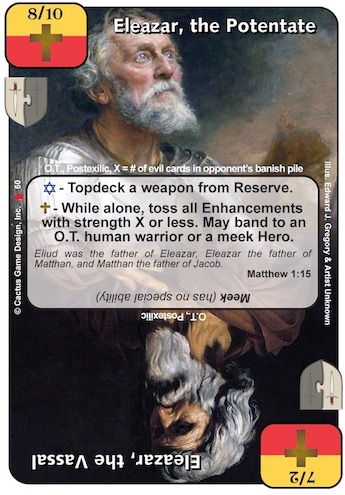 8/10
Eleazar, the Potentate
O.T., Postexilic, X = # of evil cards in opponent's banish pile
✡ - Topdeck a weapon from Reserve.
✝ - While alone, toss all Enhancements
with strength X or less. May band to an
O.T. human warrior or a meek Hero.
Eliud was the father of Eleazar, Eleazar the father of
Matthan, and Matthan the father of Jacob.
Matthew 1:15
© Cactus Game Design, Inc. 60
Illus. Edward J. Gregory & Artist Unknown
Meek (has no special ability)
O.T., Postexilic
Eleazar, the Vassal
7/2